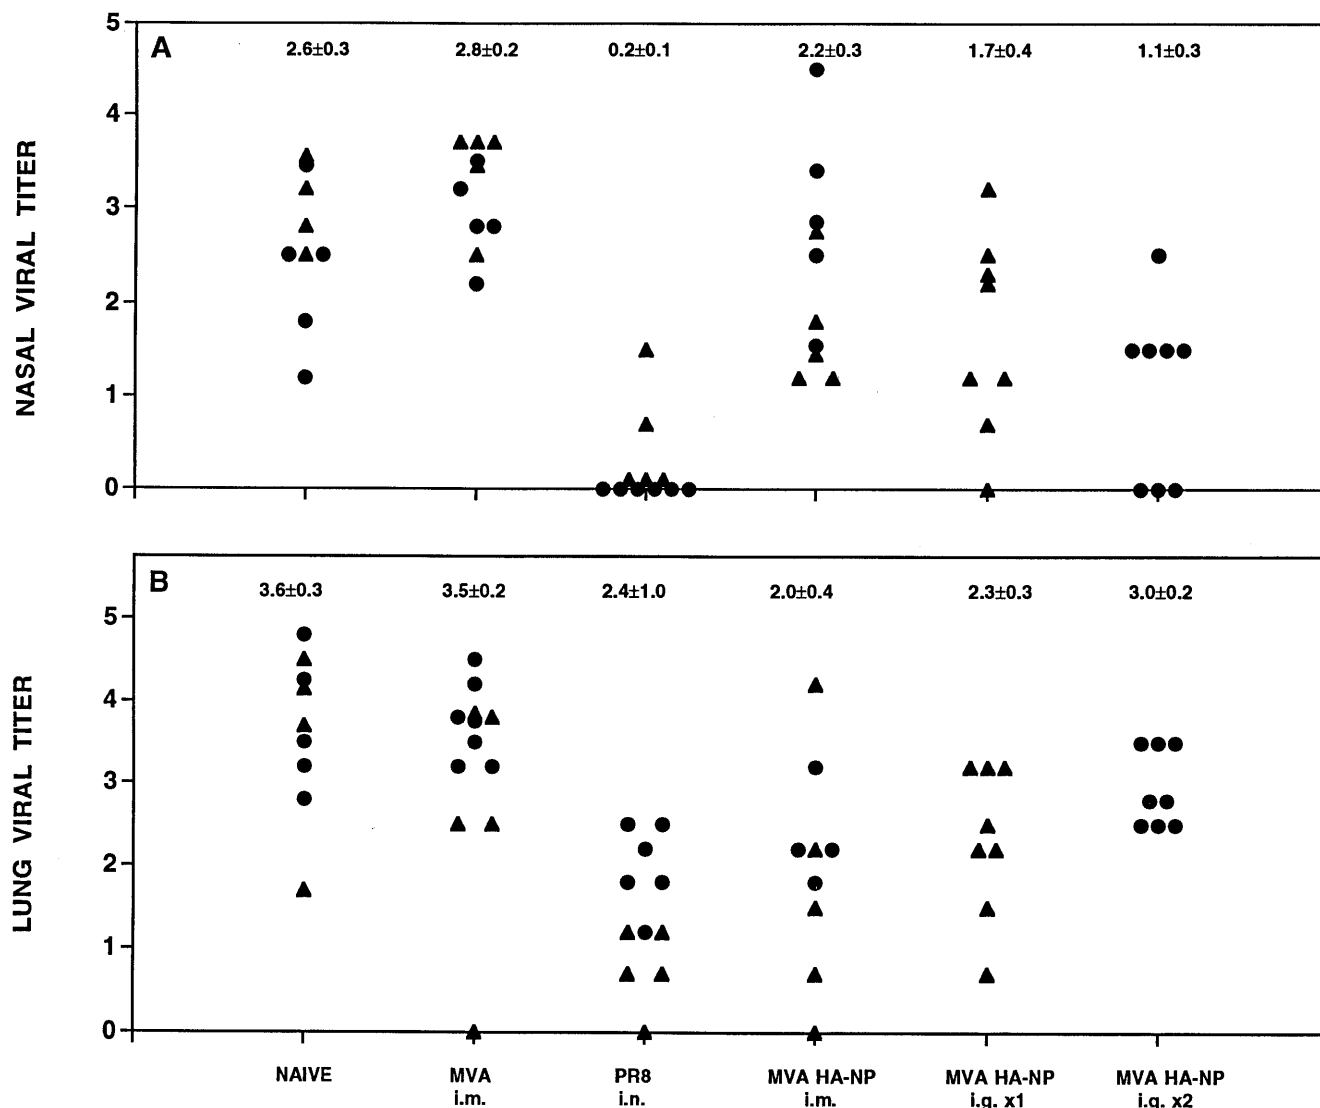 NASAL VIRAL TITER
5
4
3
2
1
0
A
2.6±0.3 2.8±0.2 0.2±0.1 2.2±0.3 1.7±0.4 1.1±0.3
LUNG VIRAL TITER
5
4
3
2
1
0
B
3.6±0.3 3.5±0.2 2.4±1.0 2.0±0.4 2.3±0.3 3.0±0.2
NAIVE MVA PR8 MVA HA-NP MVA HA-NP MVA HA-NP
i.m. i.n. i.m. i.g. x1 i.g. x2